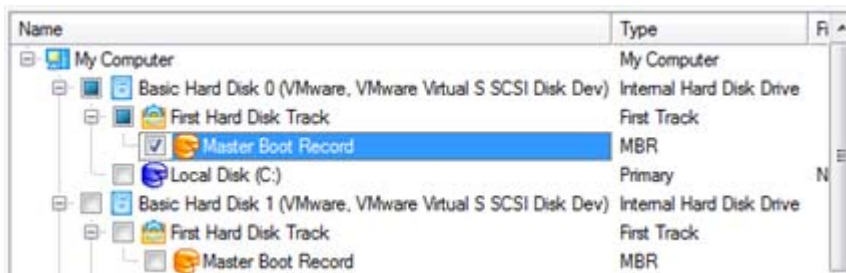 Name Type Fi
My Computer My Computer
Basic Hard Disk 0 (VMware, VMware Virtual S SCSI Disk Dev) Internal Hard Disk Drive
First Hard Disk Track First Track
Master Boot Record MBR
Local Disk (C:) Primary N
Basic Hard Disk 1 (VMware, VMware Virtual S SCSI Disk Dev) Internal Hard Disk Drive
First Hard Disk Track First Track
Master Boot Record MBR